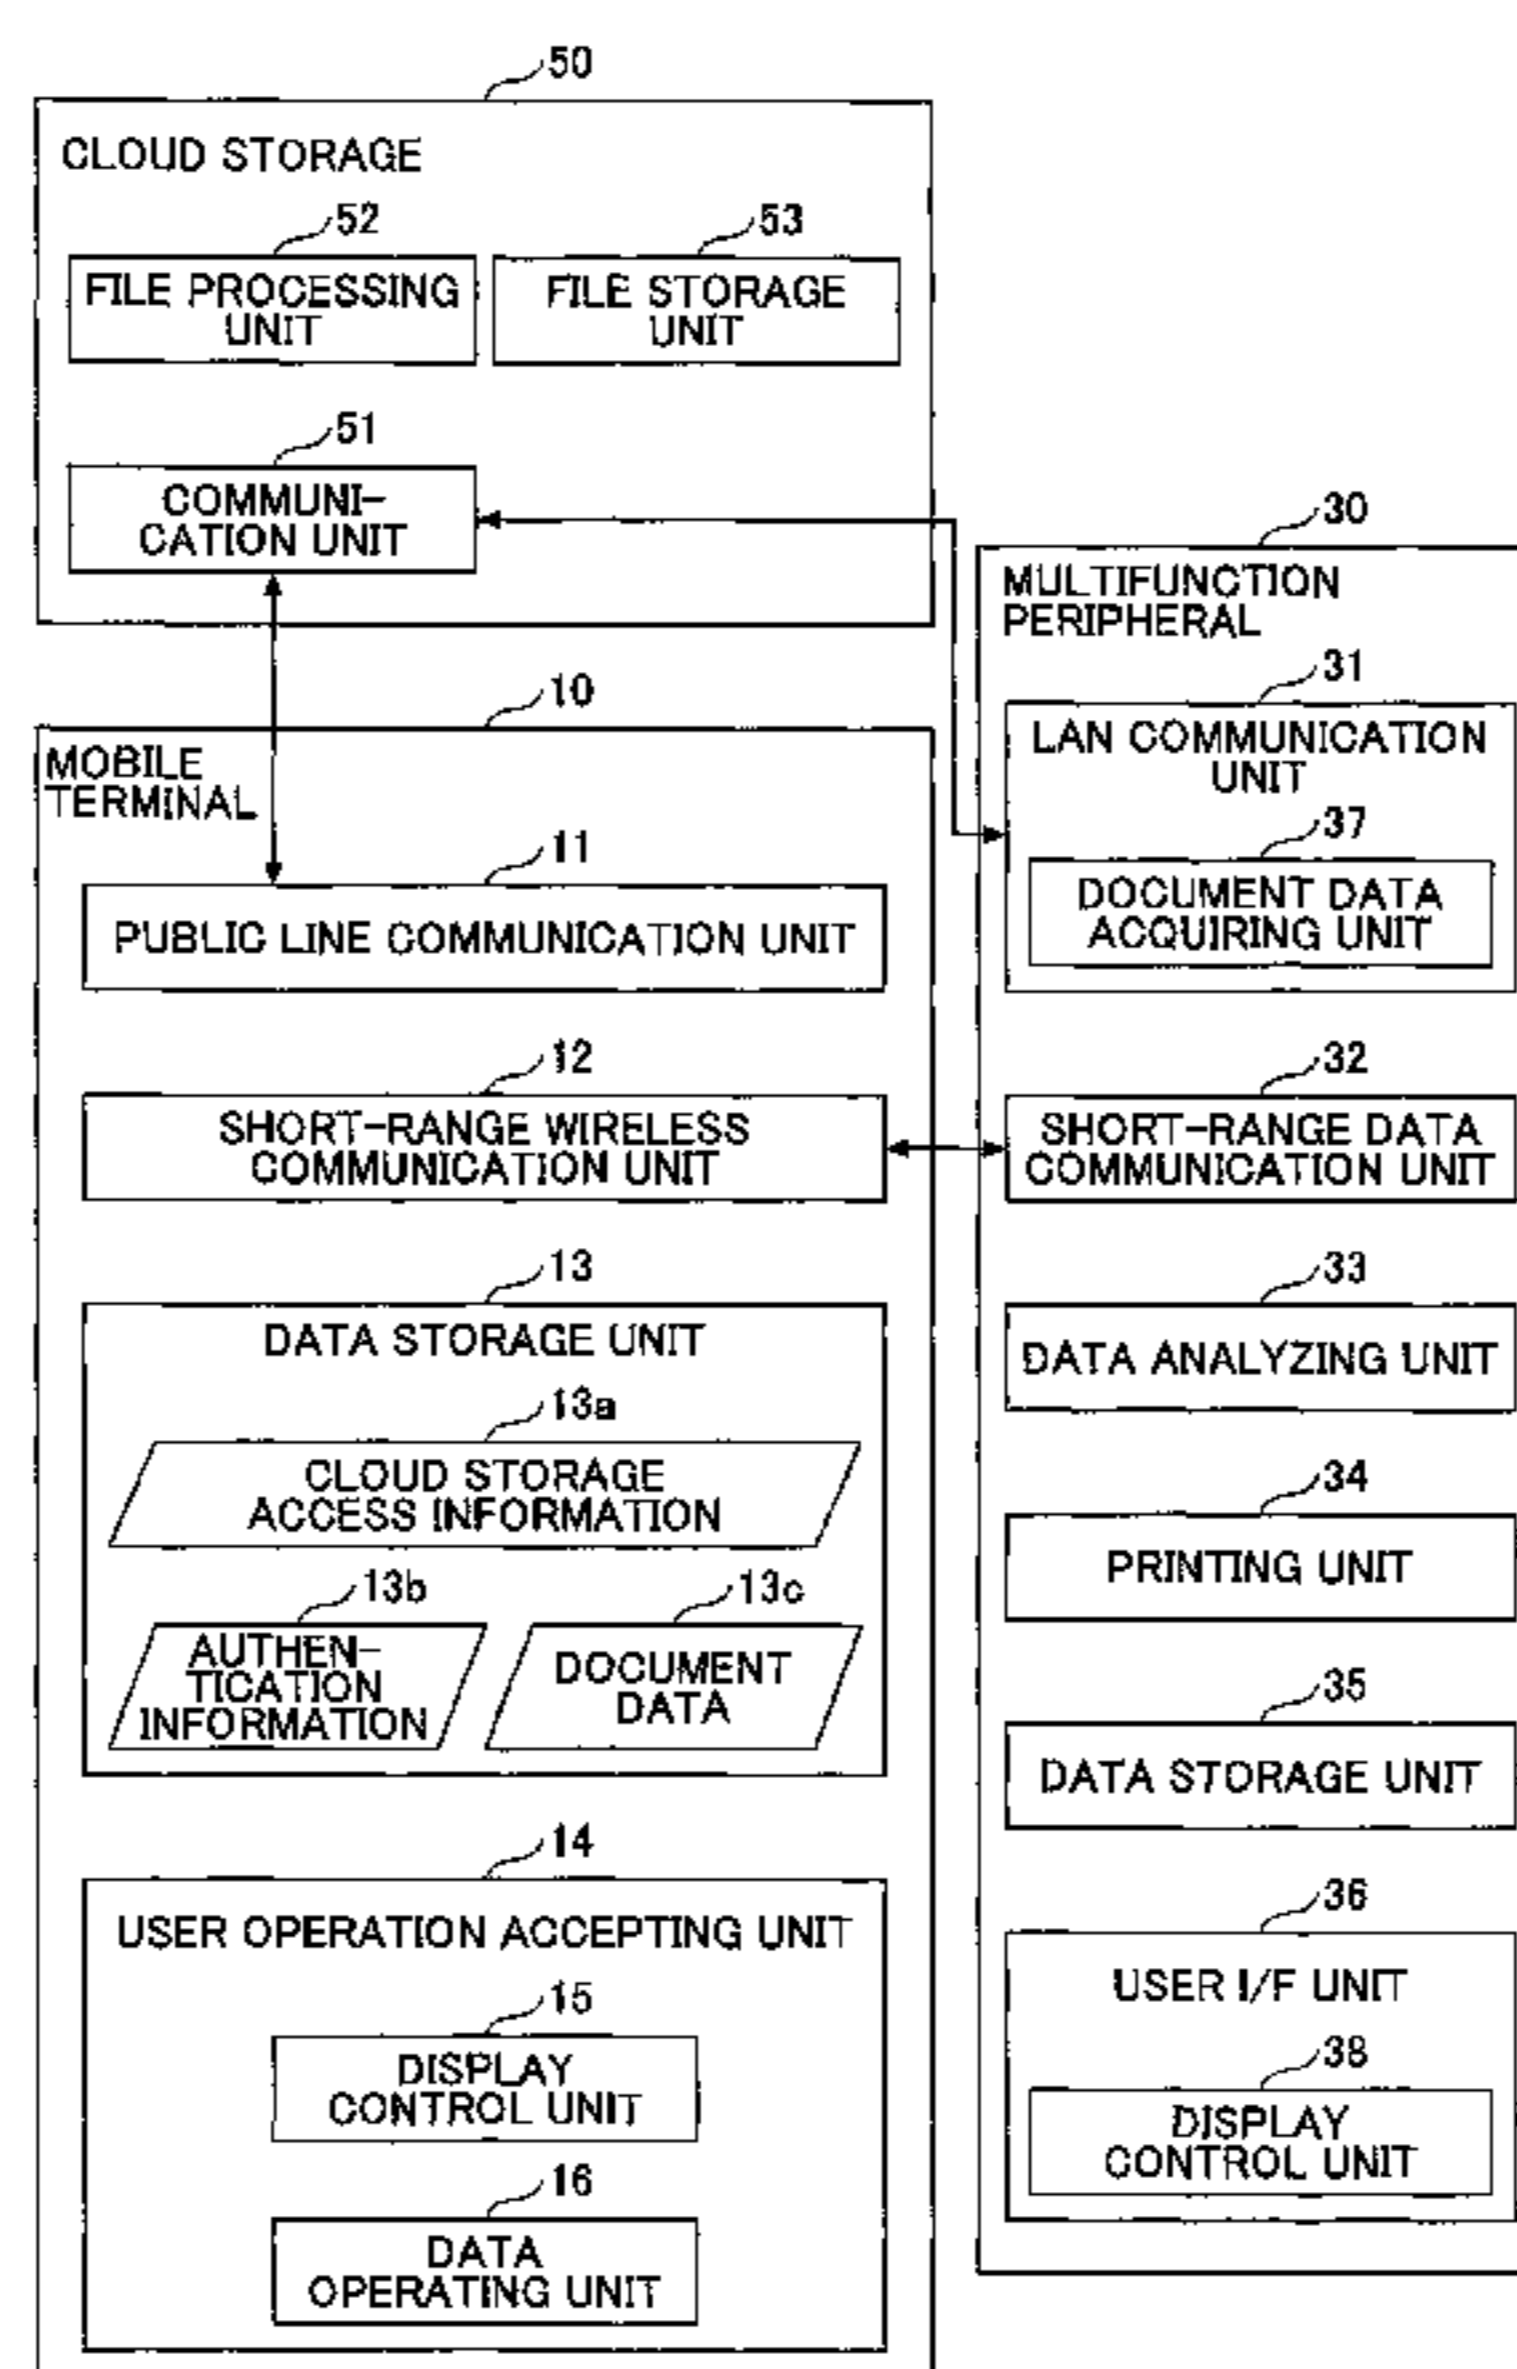 50
CLOUD STORAGE
52
FILE PROCESSING
UNIT
53
FILE STORAGE
UNIT
51
COMMUNI-
CATION UNIT
10
MOBILE
TERMINAL
11
PUBLIC LINE COMMUNICATION UNIT
12
SHORT-RANGE WIRELESS
COMMUNICATION UNIT
13
DATA STORAGE UNIT
13a
CLOUD STORAGE
ACCESS INFORMATION
13b
AUTHEN-
TICATION
INFORMATION
13c
DOCUMENT
DATA
14
USER OPERATION ACCEPTING UNIT
15
DISPLAY
CONTROL UNIT
16
DATA
OPERATING UNIT
30
MULTIFUNCTION
PERIPHERAL
31
LAN COMMUNICATION
UNIT
37
DOCUMENT DATA
ACQUIRING UNIT
32
SHORT-RANGE DATA
COMMUNICATION UNIT
33
DATA ANALYZING UNIT
34
PRINTING UNIT
35
DATA STORAGE UNIT
36
USER I/F UNIT
38
DISPLAY
CONTROL UNIT